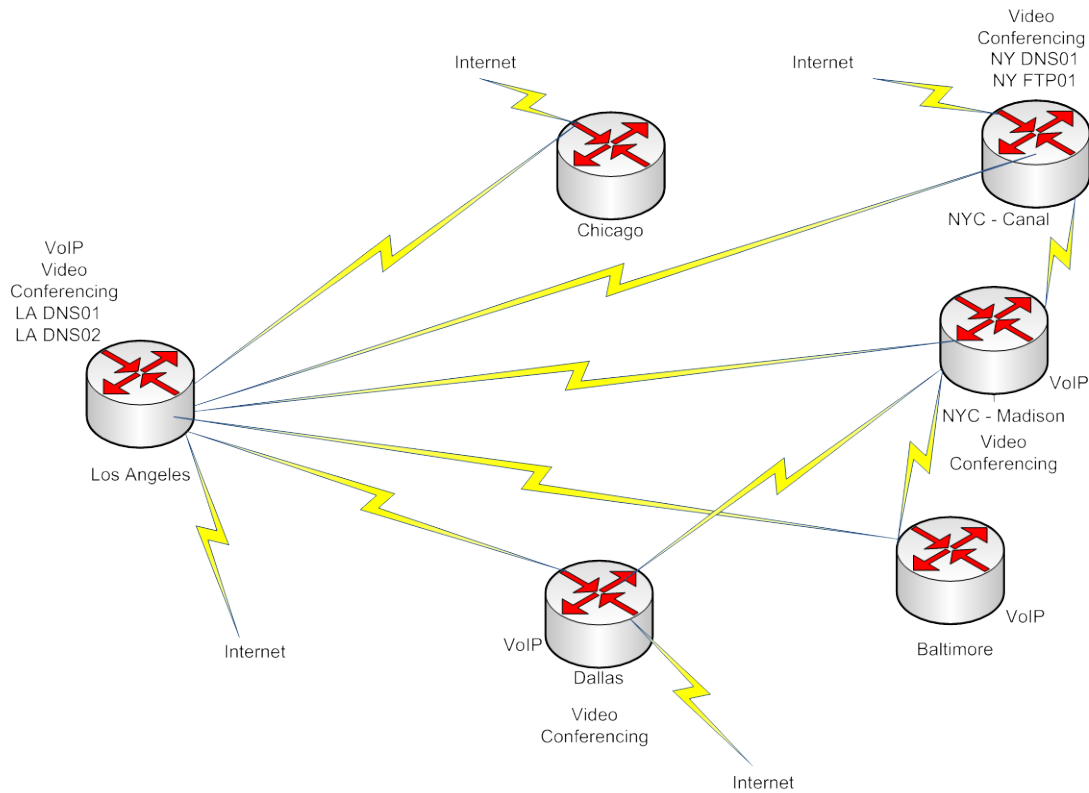 Video
Conferencing
NY DNS01
NY FTP01
Internet
Internet
Chicago
NYC - Canal
VoIP
Video
Conferencing
LA DNS01
LA DNS02
VoIP
NYC - Madison
Video
Conferencing
Los Angeles
VoIP
Baltimore
VoIP
Dallas
Video
Conferencing
Internet
Internet